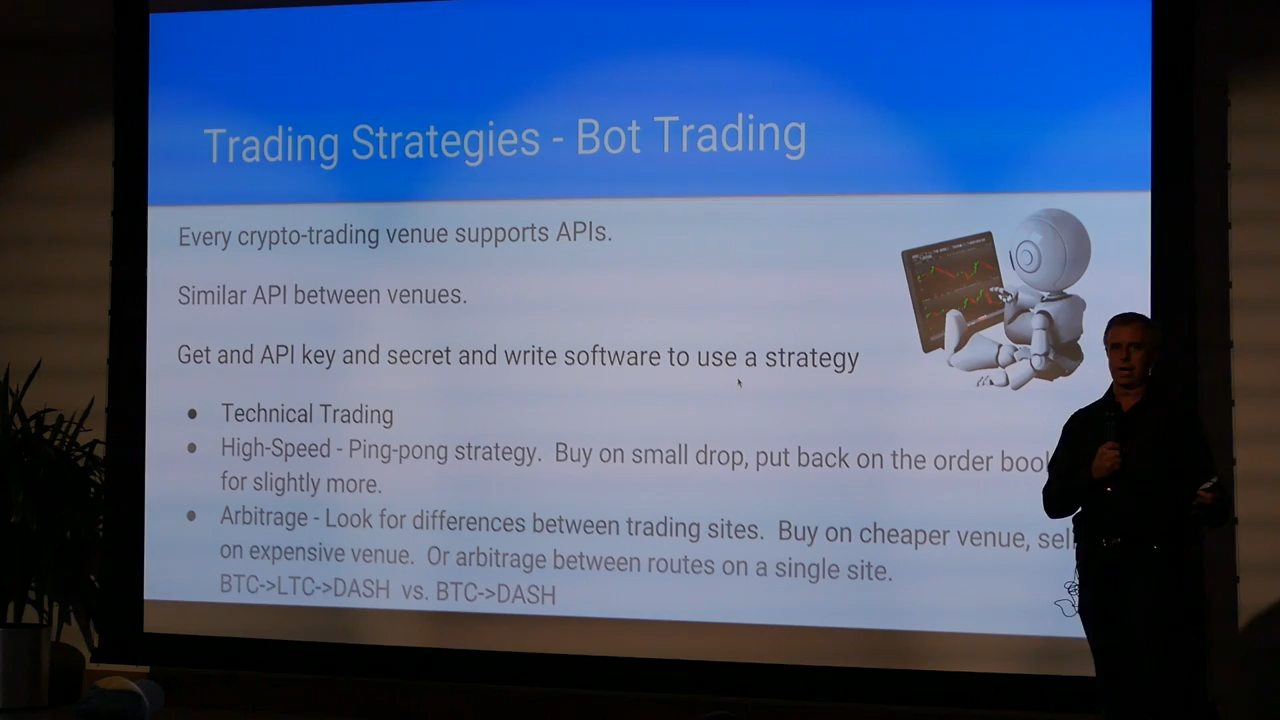 Trading Strategies - Bot Trading
Every crypto-trading venue supports APIs.
Similar API between venues.
Get and API key and secret and write software to use a strategy
• Technical Trading
• High-Speed - Ping-pong strategy. Buy on small drop, put back on the order boo
for slightly more.
• Arbitrage - Look for differences between trading sites. Buy on cheaper venue, sel
on expensive venue. Or arbitrage between routes on a single site.
BTC->LTC->DASH vs. BTC->DASH